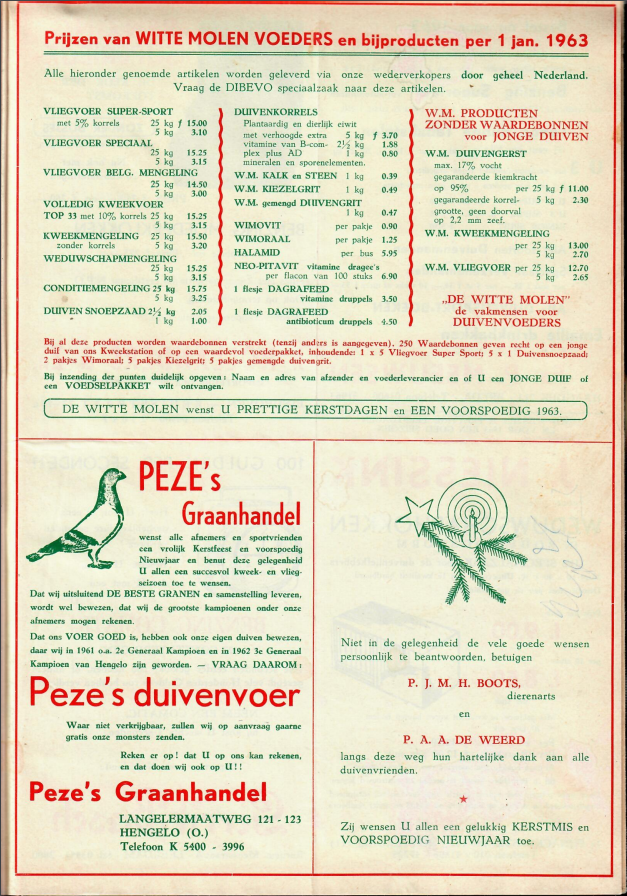 Prijzen van WITTE MOLEN VOEDERS en bijproducten per 1 jan. 1963
Alle hieronder genoemde artikelen worden geleverd via onze wederverkopers door geheel Nederland.
Vraag de DIBEVO speciaalzaak naar deze artikelen.
VLIEGVOER SUPER-SPORT
met 5% korrels 25 kg f 15.00
5 kg 3.10
VLIEGVOER SPECIAAL
25 kg 15.25
5 kg 3.15
VLIEGVOER BELG. MENGELING
25 kg 14.50
5 kg 3.00
VOLLEDIG KWEEKVOER
TOP 33 met 10% korrels 25 kg 15.25
5 kg 3.15
KWEEKMENGELING 25 kg 15.50
zonder korrels 5 kg 3.20
WEDUWSCHAPMENGELING
25 kg 15.25
5 kg 3.15
CONDITIEMENGELING 25 kg 15.75
5 kg 3.25
DUIVEN SNOEPZAAD 2½ kg 2.05
1 kg 1.00
DUIVENKORRELS
Plantaardig en dierlijk eiwit
met verhoogde extra 5 kg f 3.70
vitamine van B-com- 2½ kg 1.88
plex plus AD 1 kg 0.80
mineralen en sporenelementen.
W.M. KALK en STEEN 1 kg 0.39
W.M. KIEZELGRIT 1 kg 0.49
W.M. gemengd DUIVENGRIT
1 kg 0.47
WIMOVIT per pakje 0.90
WIMORAAL per pakje 1.25
HALAMID per bus 5.95
NEO-PITAVIT vitamine dragee's
per flacon van 100 stuks 6.90
1 flesje DAGRAFEED
vitamine druppels 3.50
1 flesje DAGRAFEED
antibioticum druppels 4.50
W.M. PRODUCTEN
ZONDER WAARDEBONNEN
voor JONGE DUIVEN
W.M. DUIVENGERST
max. 17% vocht
gegarandeerde kiemkracht
op 95% per 25 kg f 11.00
gegarandeerde korrel- 5 kg 2.30
grootte, geen doorval
op 2,2 mm zeef.
W.M. KWEEKMENGELING
per 25 kg 13.00
5 kg 2.70
W.M. VLIEGVOER per 25 kg 12.70
5 kg 2.65
„DE WITTE MOLEN"
de vakmensen voor
DUIVENVOEDERS
Bij al deze producten worden waardebonnen verstrekt (tenzij anders is aangegeven). 250 Waardebonnen geven recht op een jonge
duif van ons Kweekstation of op een waardevol voederpakket, inhoudende: 1 x 5 Vliegvoer Super Sport; 5 x 1 Duivensnoepzaad;
2 pakjes Wimoraal; 5 pakjes Kiezelgrit; 5 pakjes gemengde duivengrit.
Bij inzending der punten duidelijk opgeven: Naam en adres van afzender en voederleverancier en of U een JONGE DUIF of
een VOEDSELPAKKET wilt ontvangen.
DE WITTE MOLEN wenst U PRETTIGE KERSTDAGEN en EEN VOORSPOEDIG 1963.
PEZE's
Graanhandel
wenst alle afnemers en sportvrienden
een vrolijk Kerstfeest en voorspoedig
Nieuwjaar en benut deze gelegenheid
U allen een succesvol kweek- en vlieg-
seizoen toe te wensen.
Dat wij uitsluitend DE BESTE GRANEN en samenstelling leveren,
wordt wel bewezen, dat wij de grootste kampioenen onder onze
afnemers mogen rekenen.
Dat ons VOER GOED is, hebben ook onze eigen duiven bewezen,
daar wij in 1961 o.a. 2e Generaal Kampioen en in 1962 3e Generaal
Kampioen van Hengelo zijn geworden. — VRAAG DAAROM:
Peze's duivenvoer
Waar niet verkrijgbaar, zullen wij op aanvraag gaarne
gratis onze monsters zenden.
Reken er op! dat U op ons kan rekenen,
en dat doen wij ook op U!!
Peze's Graanhandel
LANGELERMAATWEG 121 - 123
HENGELO (O.)
Telefoon K 5400 - 3996
Niet in de gelegenheid de vele goede wensen
persoonlijk te beantwoorden, betuigen
P. J. M. H. BOOTS,
dierenarts
en
P. A. A. DE WEERD
langs deze weg hun hartelijke dank aan alle
duivenvrienden.
Zij wensen U allen een gelukkig KERSTMIS en
VOORSPOEDIG NIEUWJAAR toe.